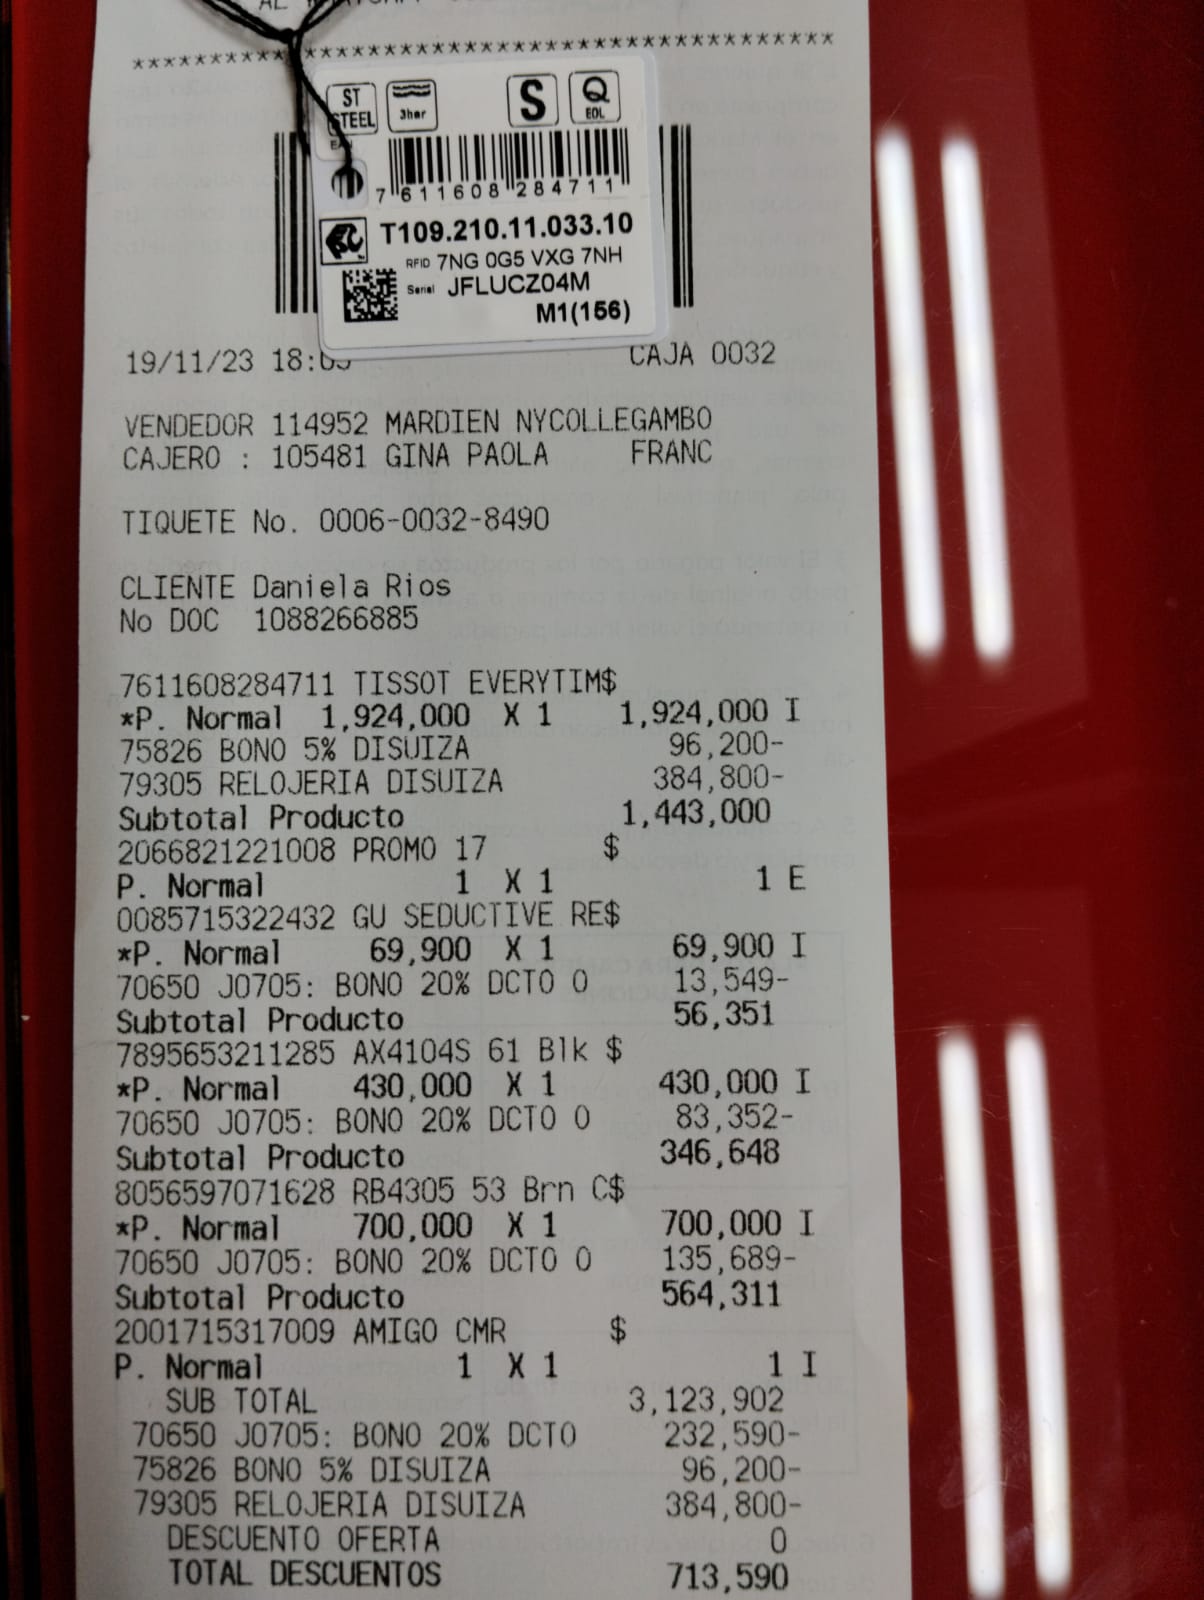 AL
************************************************
ST STEEL
3bar
S
Q EOL
EAN
7 611608 284711
T109.210.11.033.10
RFID 7NG 0G5 VXG 7NH
Serial JFLUCZ04M
M1(156)
19/11/23 18:05 CAJA 0032
VENDEDOR 114952 MARDIEN NYCOLLEGAMBO
CAJERO : 105481 GINA PAOLA FRANC
TIQUETE No. 0006-0032-8490
CLIENTE Daniela Rios
No DOC 1088266885
7611608284711 TISSOT EVERYTIM$
*P. Normal 1,924,000 X 1 1,924,000 I
75826 BONO 5% DISUIZA 96,200-
79305 RELOJERIA DISUIZA 384,800-
Subtotal Producto 1,443,000
2066821221008 PROMO 17 $
P. Normal 1 X 1 1 E
0085715322432 GU SEDUCTIVE RE$
*P. Normal 69,900 X 1 69,900 I
70650 J0705: BONO 20% DCTO O 13,549-
Subtotal Producto 56,351
7895653211285 AX4104S 61 Blk $
*P. Normal 430,000 X 1 430,000 I
70650 J0705: BONO 20% DCTO O 83,352-
Subtotal Producto 346,648
8056597071628 RB4305 53 Brn C$
*P. Normal 700,000 X 1 700,000 I
70650 J0705: BONO 20% DCTO O 135,689-
Subtotal Producto 564,311
2001715317009 AMIGO CMR $
P. Normal 1 X 1 1 I
SUB TOTAL 3,123,902
70650 J0705: BONO 20% DCTO 232,590-
75826 BONO 5% DISUIZA 96,200-
79305 RELOJERIA DISUIZA 384,800-
DESCUENTO OFERTA 0
TOTAL DESCUENTOS 713,590